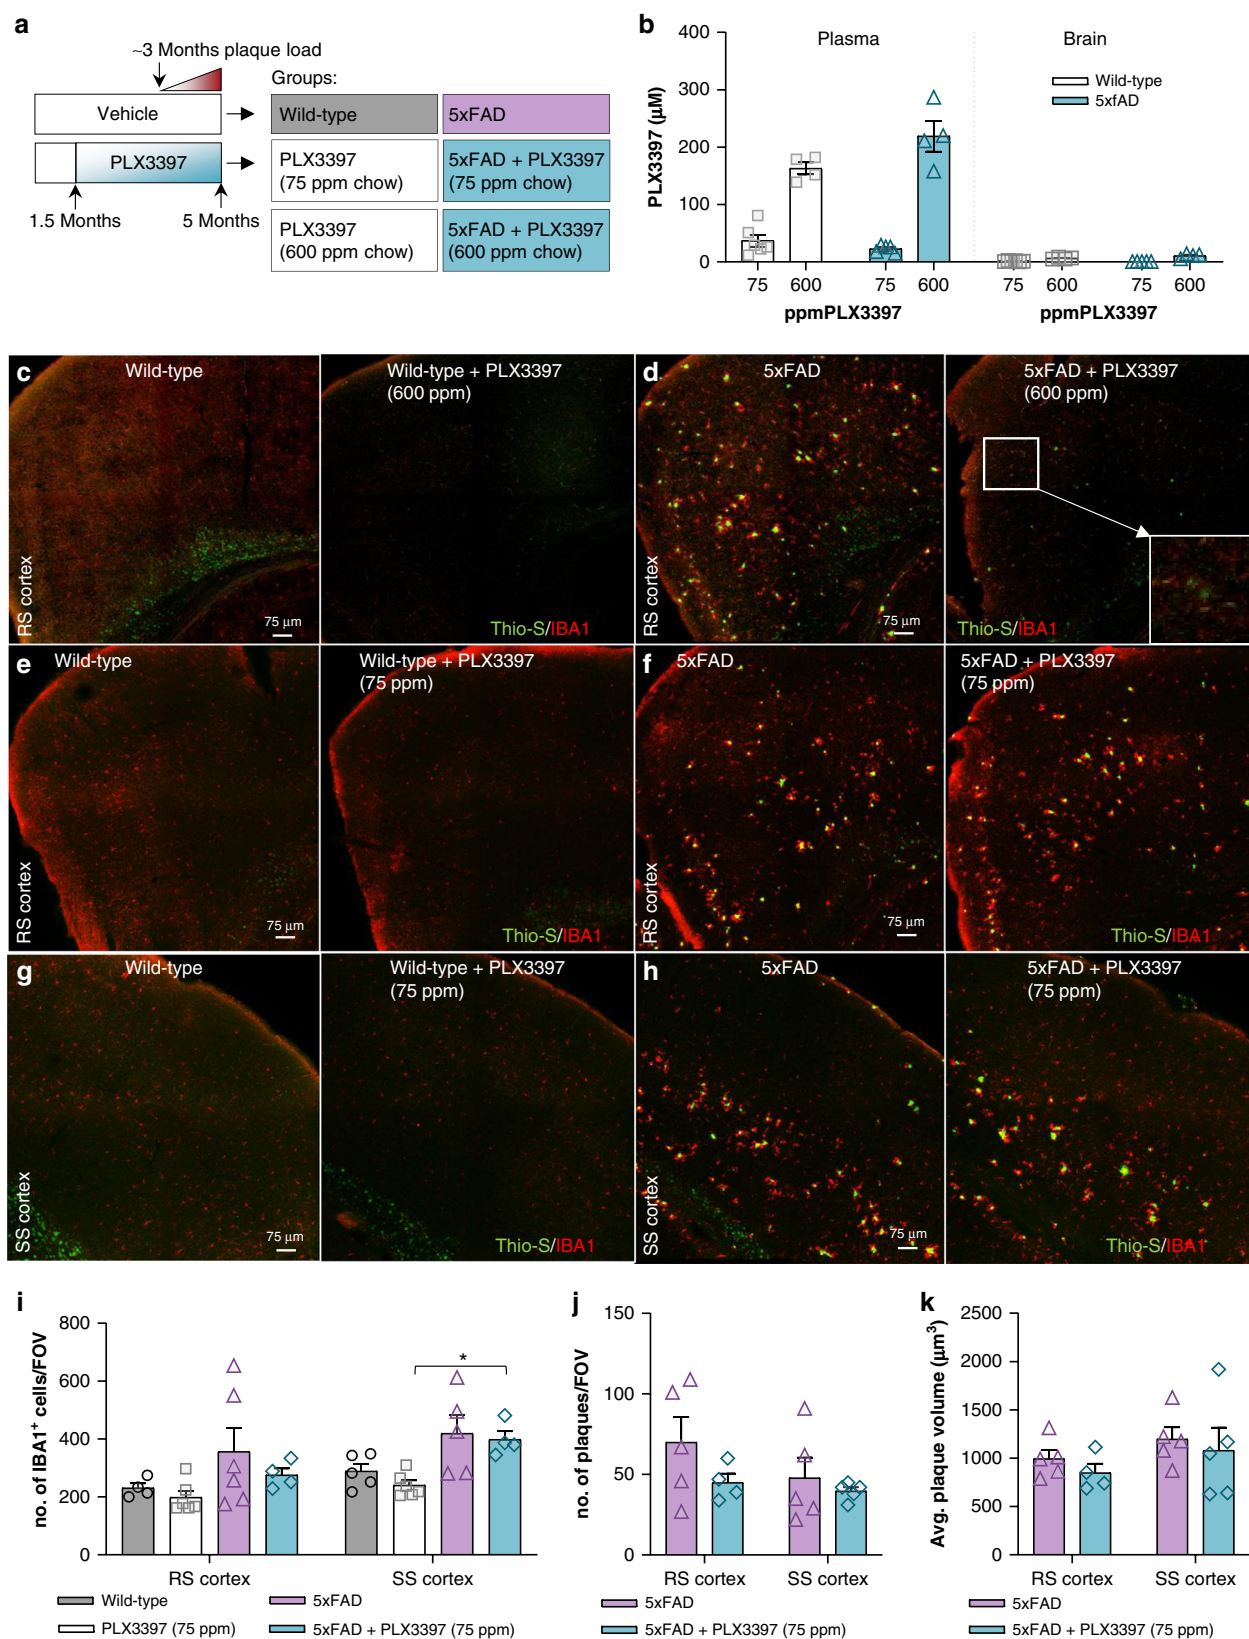 a
~3 Months plaque load
Groups:
Vehicle
Wild-type
5xFAD
PLX3397
PLX3397
(75 ppm chow)
5xFAD + PLX3397
(75 ppm chow)
1.5 Months
5 Months
PLX3397
(600 ppm chow)
5xFAD + PLX3397
(600 ppm chow)
b
Plasma
Brain
Wild-type
5xfAD
PLX3397 (μM)
400
300
200
100
0
75
600
75
600
75
600
75
600
ppmPLX3397
ppmPLX3397
c
Wild-type
RS cortex
75 μm
Wild-type + PLX3397
(600 ppm)
Thio-S/IBA1
d
5xFAD
RS cortex
75 μm
5xFAD + PLX3397
(600 ppm)
Thio-S/IBA1
e
Wild-type
RS cortex
75 μm
Wild-type + PLX3397
(75 ppm)
Thio-S/IBA1
f
5xFAD
RS cortex
75 μm
5xFAD + PLX3397
(75 ppm)
Thio-S/IBA1
g
Wild-type
SS cortex
75 μm
Wild-type + PLX3397
(75 ppm)
Thio-S/IBA1
h
5xFAD
SS cortex
75 μm
5xFAD + PLX3397
(75 ppm)
Thio-S/IBA1
i
no. of IBA1⁺ cells/FOV
800
600
400
200
0
*
RS cortex
SS cortex
Wild-type
5xFAD
PLX3397 (75 ppm)
5xFAD + PLX3397 (75 ppm)
j
no. of plaques/FOV
150
100
50
0
RS cortex
SS cortex
5xFAD
5xFAD + PLX3397 (75 ppm)
k
Avg. plaque volume (μm³)
2500
2000
1500
1000
500
0
RS cortex
SS cortex
5xFAD
5xFAD + PLX3397 (75 ppm)